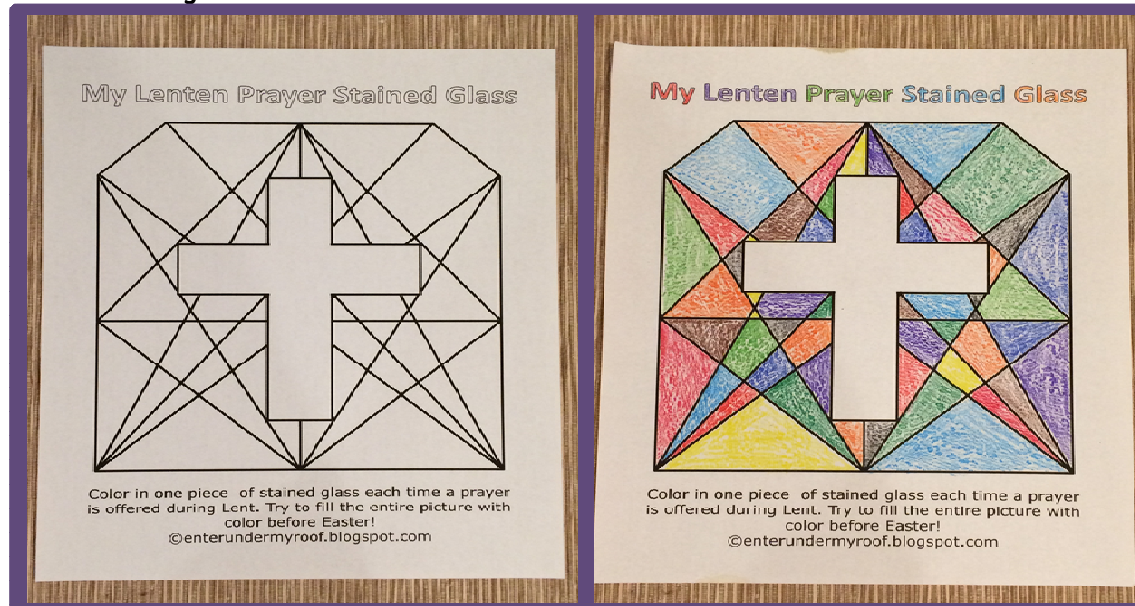 My Lenten Prayer Stained Glass
Color in one piece of stained glass each time a prayer
is offered during Lent. Try to fill the entire picture with
color before Easter!
©enterundermyroof.blogspot.com
My Lenten Prayer Stained Glass
Color in one piece of stained glass each time a prayer
is offered during Lent. Try to fill the entire picture with
color before Easter!
©enterundermyroof.blogspot.com